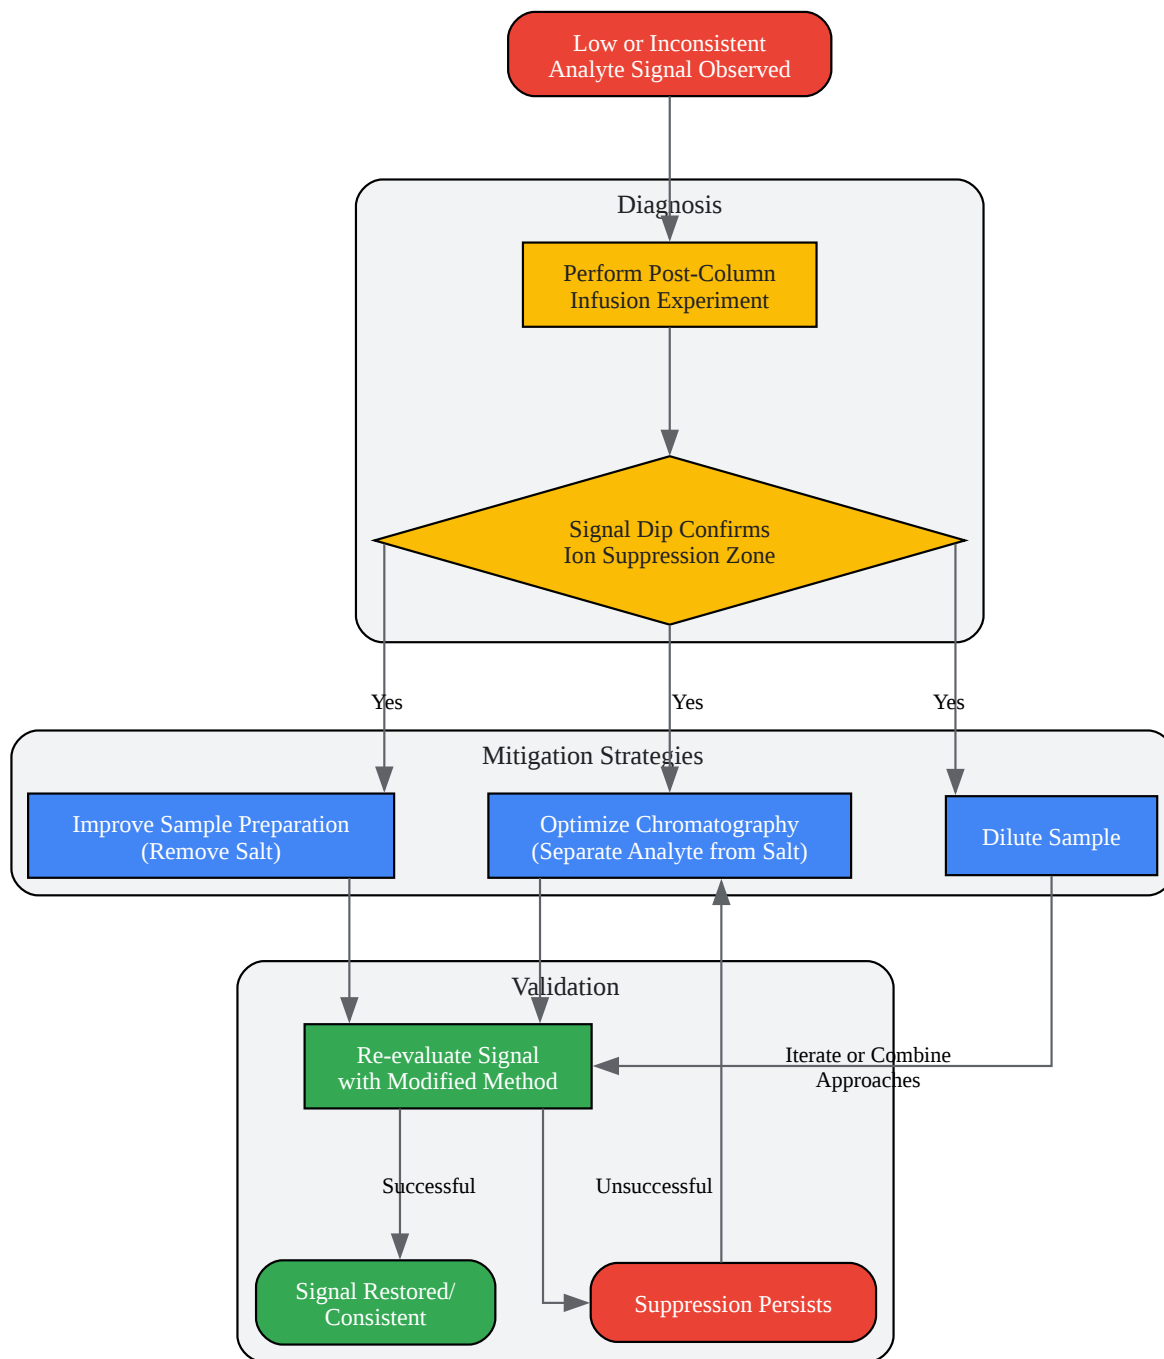 Low or Inconsistent
Analyte Signal Observed
Diagnosis
Perform Post-Column
Infusion Experiment
Signal Dip Confirms
Ion Suppression Zone
Yes
Yes
Yes
Mitigation Strategies
Improve Sample Preparation
(Remove Salt)
Optimize Chromatography
(Separate Analyte from Salt)
Dilute Sample
Validation
Re-evaluate Signal
with Modified Method
Iterate or Combine
Approaches
Successful
Unsuccessful
Signal Restored/
Consistent
Suppression Persists